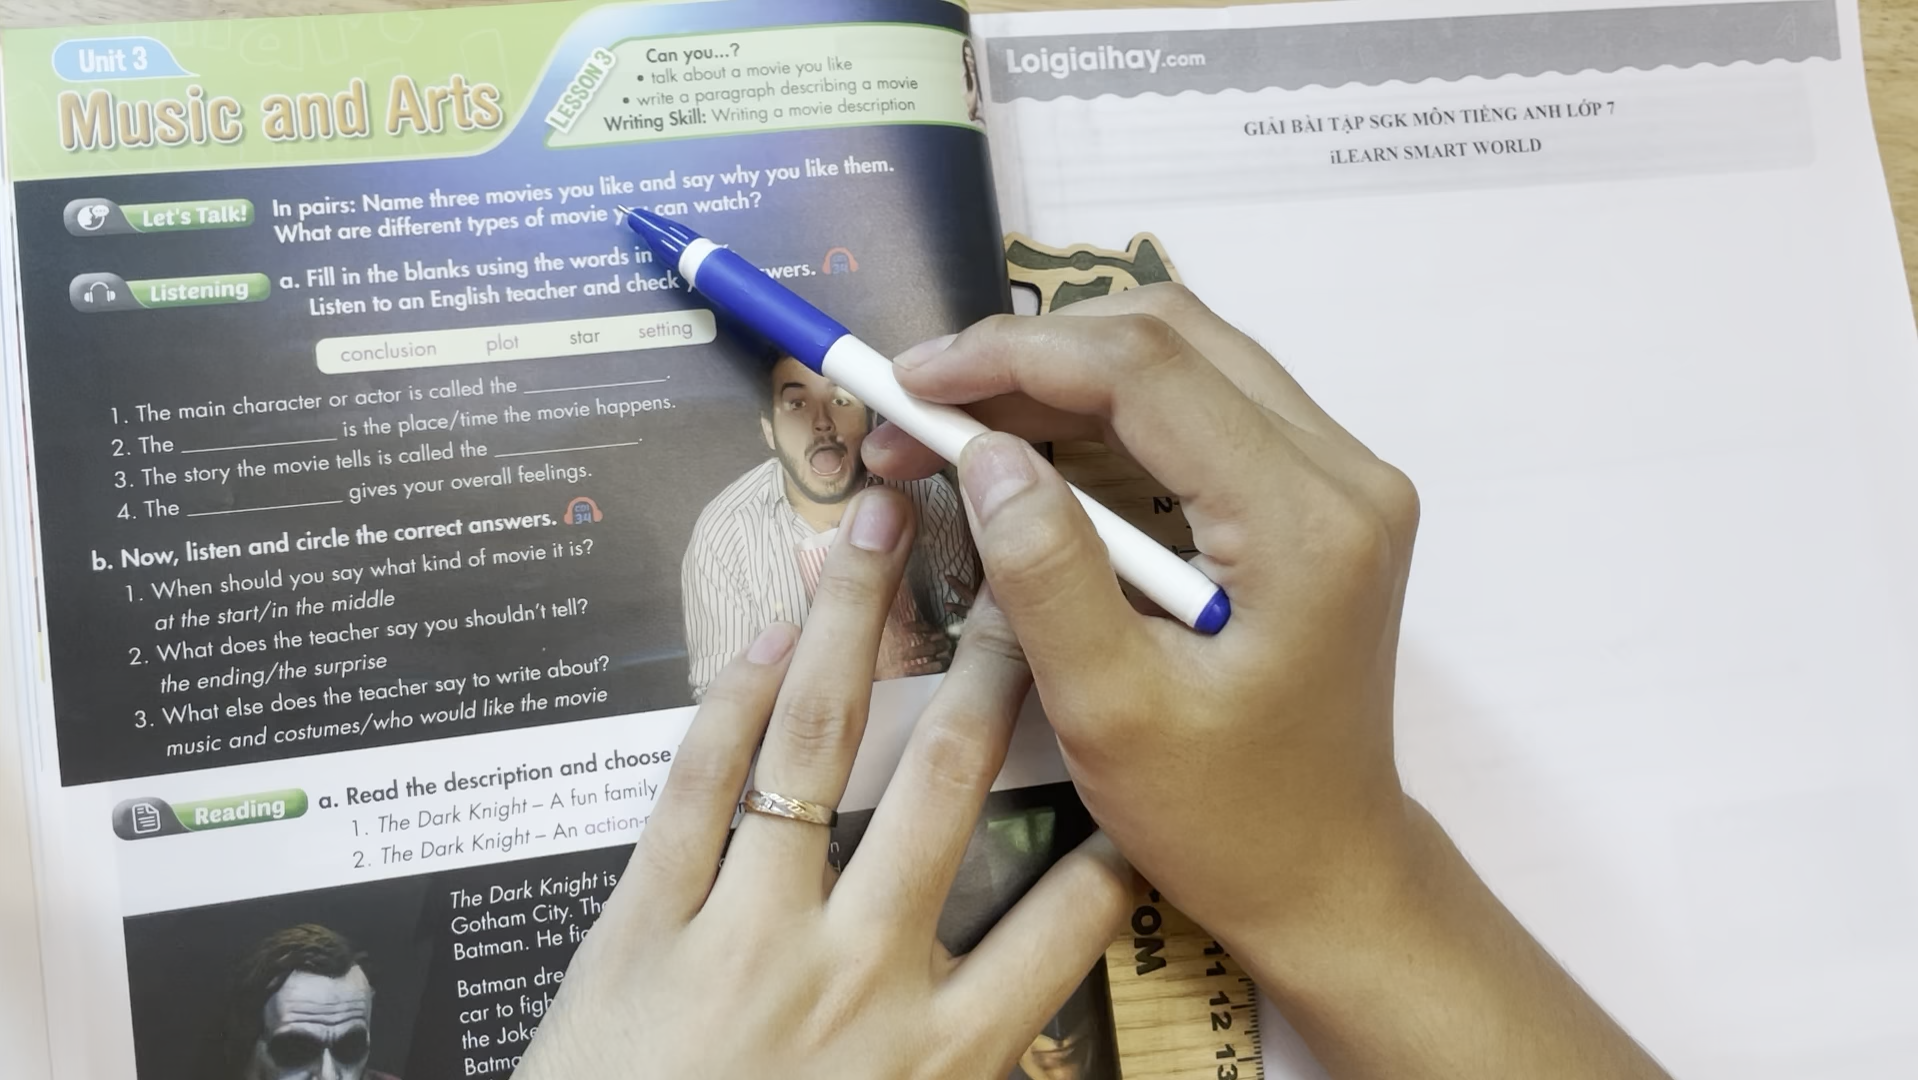 Unit 3
Music and Arts
LESSON 3
Can you...?
• talk about a movie you like
• write a paragraph describing a movie
Writing Skill: Writing a movie description
Let's Talk!
In pairs: Name three movies you like and say why you like them.
What are different types of movie can watch?
Listening
a. Fill in the blanks using the words in
Listen to an English teacher and check
conclusion plot star setting
1. The main character or actor is called the ____________.
2. The ____________ is the place/time the movie happens.
3. The story the movie tells is called the ____________.
4. The ____________ gives your overall feelings.
b. Now, listen and circle the correct answers.
CD1
34
1. When should you say what kind of movie it is?
at the start/in the middle
2. What does the teacher say you shouldn't tell?
the ending/the surprise
3. What else does the teacher say to write about?
music and costumes/who would like the movie
Reading
a. Read the description and choose
1. The Dark Knight – A fun family
2. The Dark Knight – An
The Dark Knight is
Gotham City.
Batman. He
Batman
car to
the
Loigiaihay.com
GIẢI BÀI TẬP SGK MÔN TIẾNG ANH LỚP 7
iLEARN SMART WORLD
11 12 13